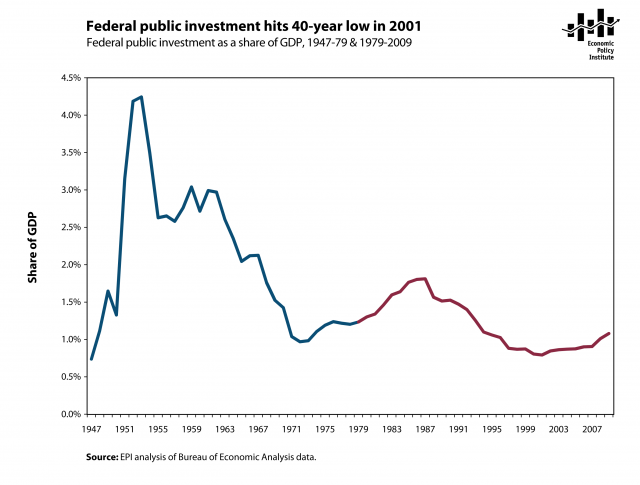 Federal public investment hits 40-year low in 2001
Federal public investment as a share of GDP, 1947-79 & 1979-2009
Economic
Policy
Institute
Share of GDP
4.5%
4.0%
3.5%
3.0%
2.5%
2.0%
1.5%
1.0%
0.5%
0.0%
1947 1951 1955 1959 1963 1967 1971 1975 1979 1983 1987 1991 1995 1999 2003 2007
Source: EPI analysis of Bureau of Economic Analysis data.